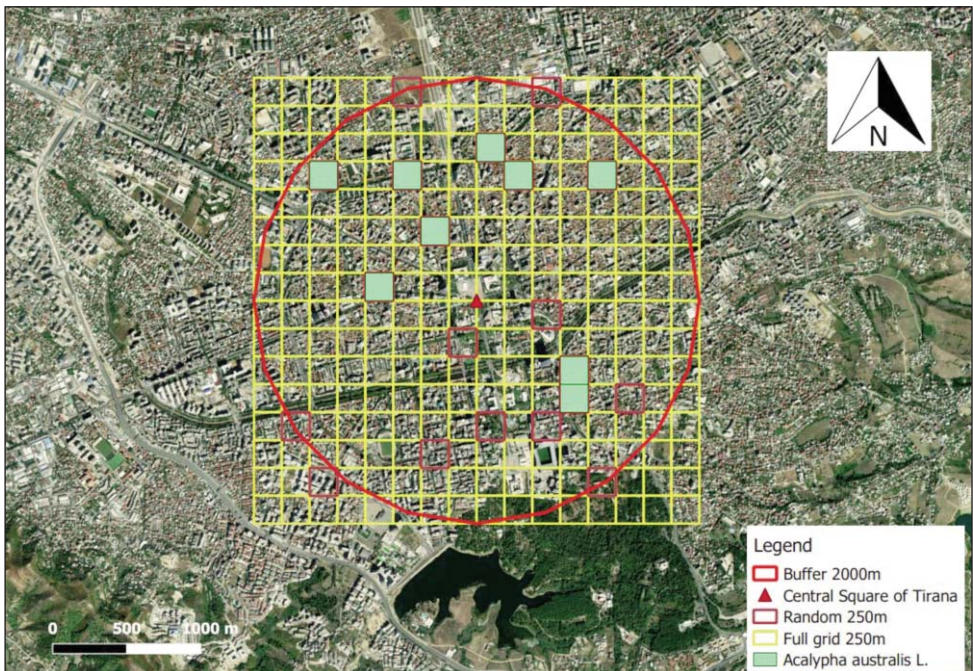 N
0 500 1000 m
Legend
Buffer 2000m
Central Square of Tirana
Random 250m
Full grid 250m
Acalypha australis L.